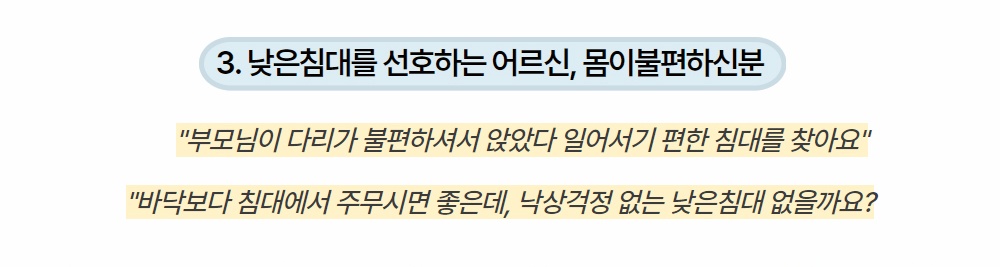 3. 낮은침대를 선호하는 어르신, 몸이불편하신분
"부모님이 다리가 불편하셔서 앉았다 일어서기 편한 침대를 찾아요"
"바닥보다 침대에서 주무시면 좋은데, 낙상걱정 없는 낮은침대 없을까요?